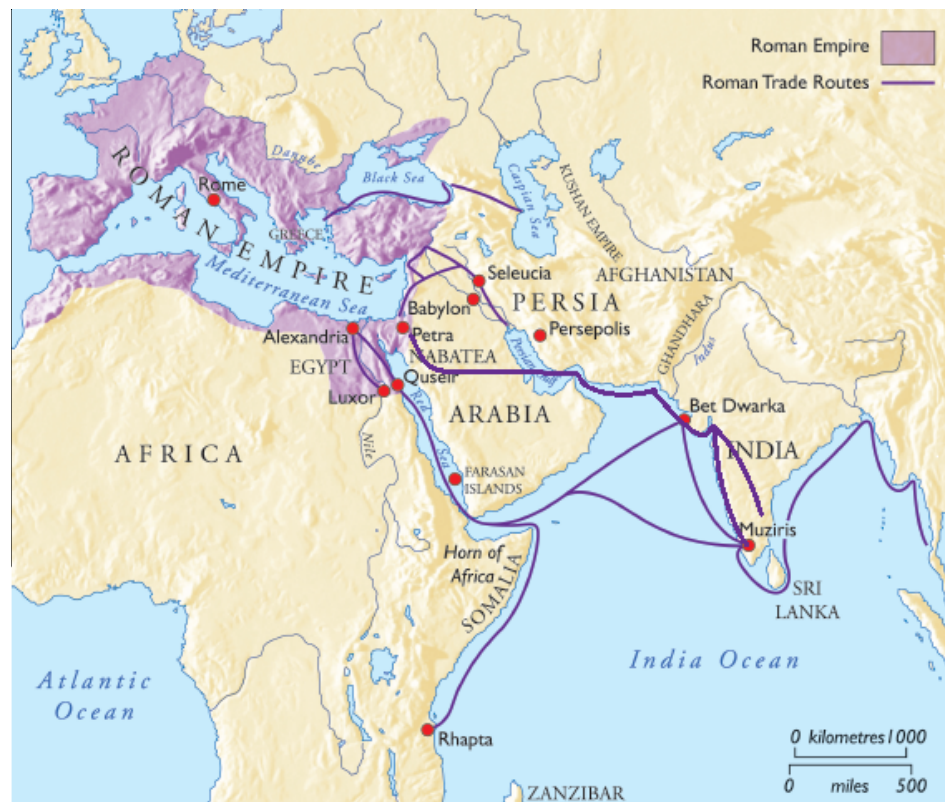 Roman Empire
Roman Trade Routes
Danube
Black Sea
Caspian Sea
KUSHAN EMPIRE
Rome
ROMAN EMPIRE
GREECE
Mediterranean Sea
Seleucia
AFGHANISTAN
PERSIA
Babylon
Persepolis
GHANDHARA
Indus
Alexandria
Petra
NABATEA
Persian Gulf
EGYPT
Quseir
Luxor
Red Sea
ARABIA
Bet Dwarka
INDIA
AFRICA
Nile
FARASAN
ISLANDS
Muziris
Horn of
Africa
SOMALIA
SRI
LANKA
India Ocean
Atlantic
Ocean
Rhapta
0 kilometres 1000
0 miles 500
ZANZIBAR